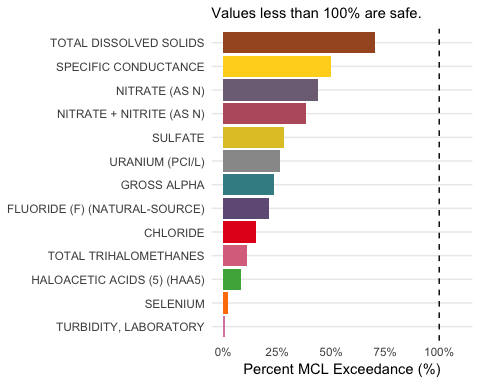 Values less than 100% are safe.
TOTAL DISSOLVED SOLIDS
SPECIFIC CONDUCTANCE
NITRATE (AS N)
NITRATE + NITRITE (AS N)
SULFATE
URANIUM (PCI/L)
GROSS ALPHA
FLUORIDE (F) (NATURAL-SOURCE)
CHLORIDE
TOTAL TRIHALOMETHANES
HALOACETIC ACIDS (5) (HAA5)
SELENIUM
TURBIDITY, LABORATORY
0% 25% 50% 75% 100%
Percent MCL Exceedance (%)